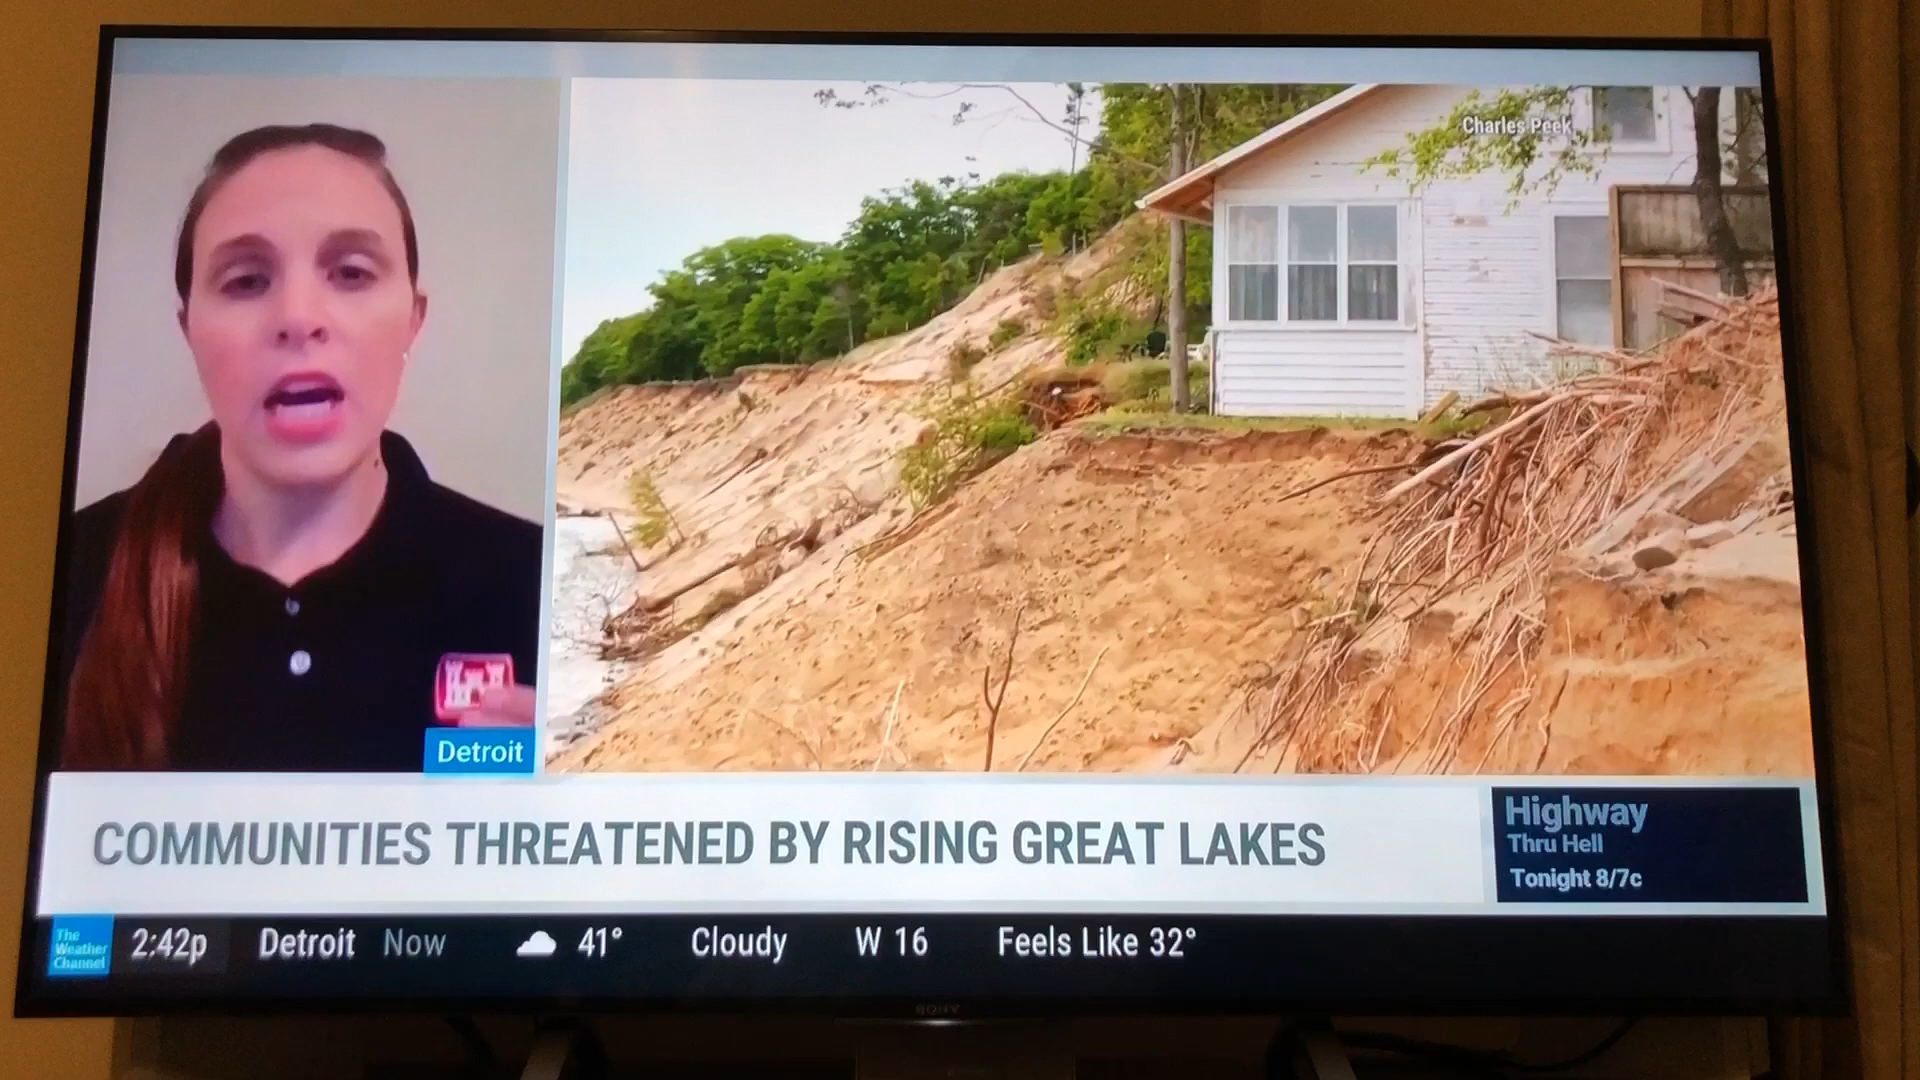 Charles Peek
Detroit
COMMUNITIES THREATENED BY RISING GREAT LAKES
Highway
Thru Hell
Tonight 8/7c
The
Weather
Channel
2:42p Detroit Now 41° Cloudy W 16 Feels Like 32°
SONY